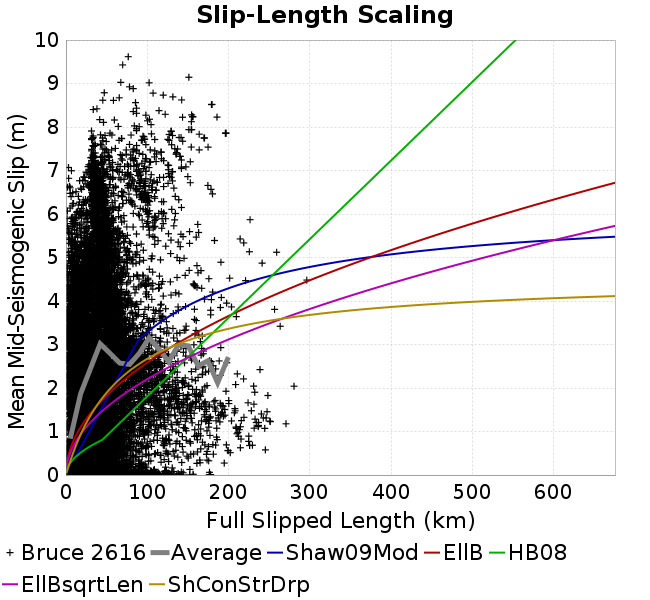 Slip-Length Scaling
Mean Mid-Seismogenic Slip (m)
10
9
8
7
6
5
4
3
2
1
0
0 100 200 300 400 500 600
Full Slipped Length (km)
Bruce 2616 Average Shaw09Mod EllB HB08
EllBsqrtLen ShConStrDrp